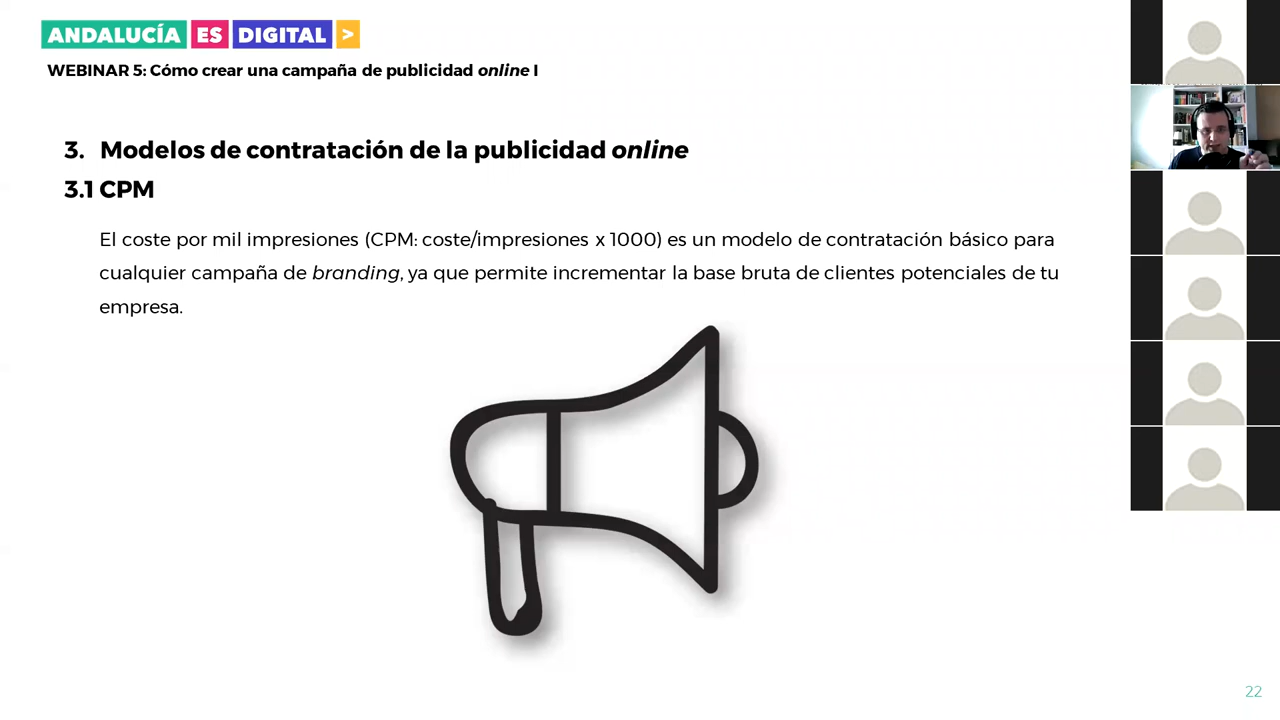 ANDALUCÍA ES DIGITAL >
WEBINAR 5: Cómo crear una campaña de publicidad online I
3. Modelos de contratación de la publicidad online
3.1 CPM
El coste por mil impresiones (CPM: coste/impresiones x 1000) es un modelo de contratación básico para
cualquier campaña de branding, ya que permite incrementar la base bruta de clientes potenciales de tu
empresa.
22